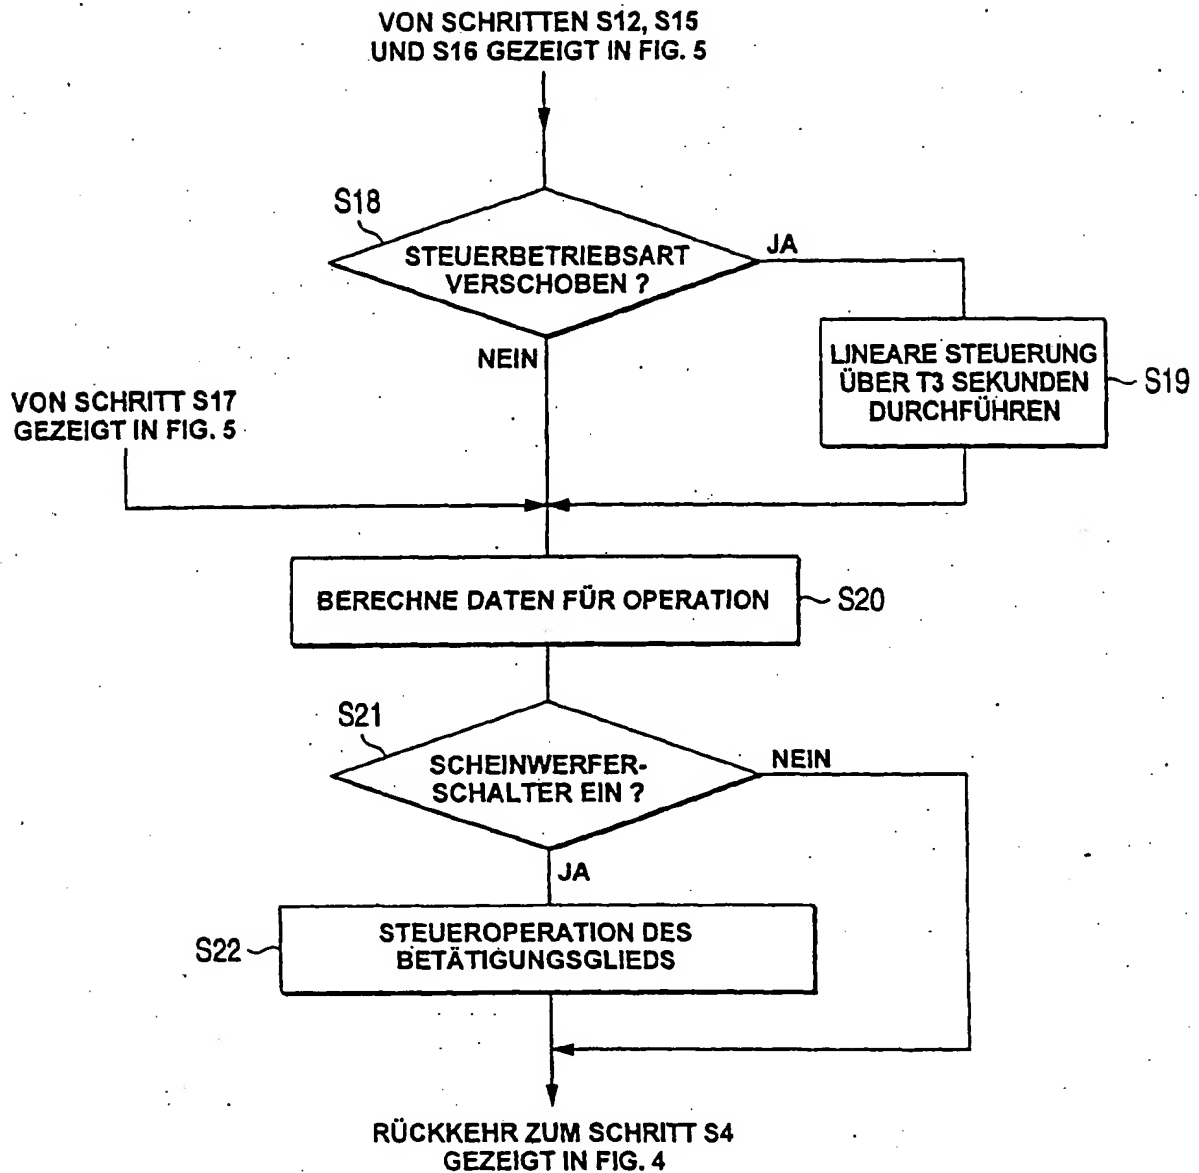 VON SCHRITTEN S12, S15
UND S16 GEZEIGT IN FIG. 5
S18
STEUERBETRIEBSART
VERSCHOBEN ?
JA
NEIN
LINEARE STEUERUNG
ÜBER T3 SEKUNDEN
DURCHFÜHREN
S19
VON SCHRITT S17
GEZEIGT IN FIG. 5
BERECHNE DATEN FÜR OPERATION
S20
S21
SCHEINWERFER-
SCHALTER EIN ?
NEIN
JA
S22
STEUEROPERATION DES
BETÄTIGUNGSGLIEDS
RÜCKKEHR ZUM SCHRITT S4
GEZEIGT IN FIG. 4